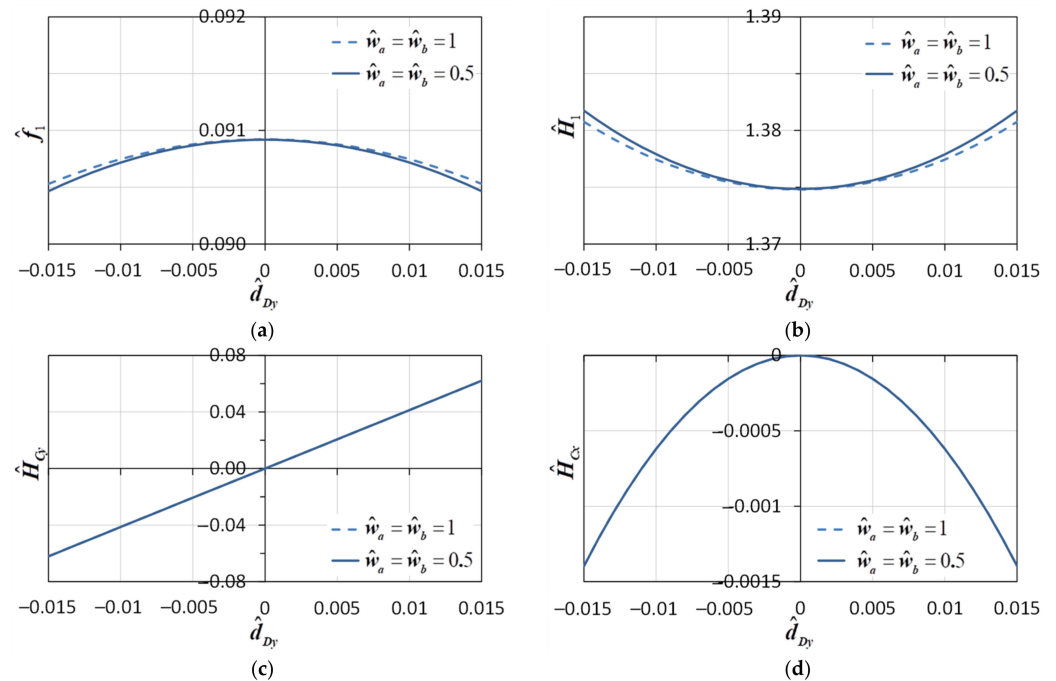 0.092
ŵa = ŵb = 1
ŵa = ŵb = 0.5
f̂1
0.091
0.090
−0.015 −0.01 −0.005 0 0.005 0.01 0.015
d̂Dy
(a)
1.39
ŵa = ŵb = 1
ŵa = ŵb = 0.5
Ĥ1
1.38
1.37
−0.015 −0.01 −0.005 0 0.005 0.01 0.015
d̂Dy
(b)
0.08
0.04
ĤCy
0.00
−0.04
ŵa = ŵb = 1
ŵa = ŵb = 0.5
−0.08
−0.015 −0.01 −0.005 0 0.005 0.01 0.015
d̂Dy
(c)
0
−0.0005
ĤCx
−0.001
ŵa = ŵb = 1
ŵa = ŵb = 0.5
−0.0015
−0.015 −0.01 −0.005 0 0.005 0.01 0.015
d̂Dy
(d)